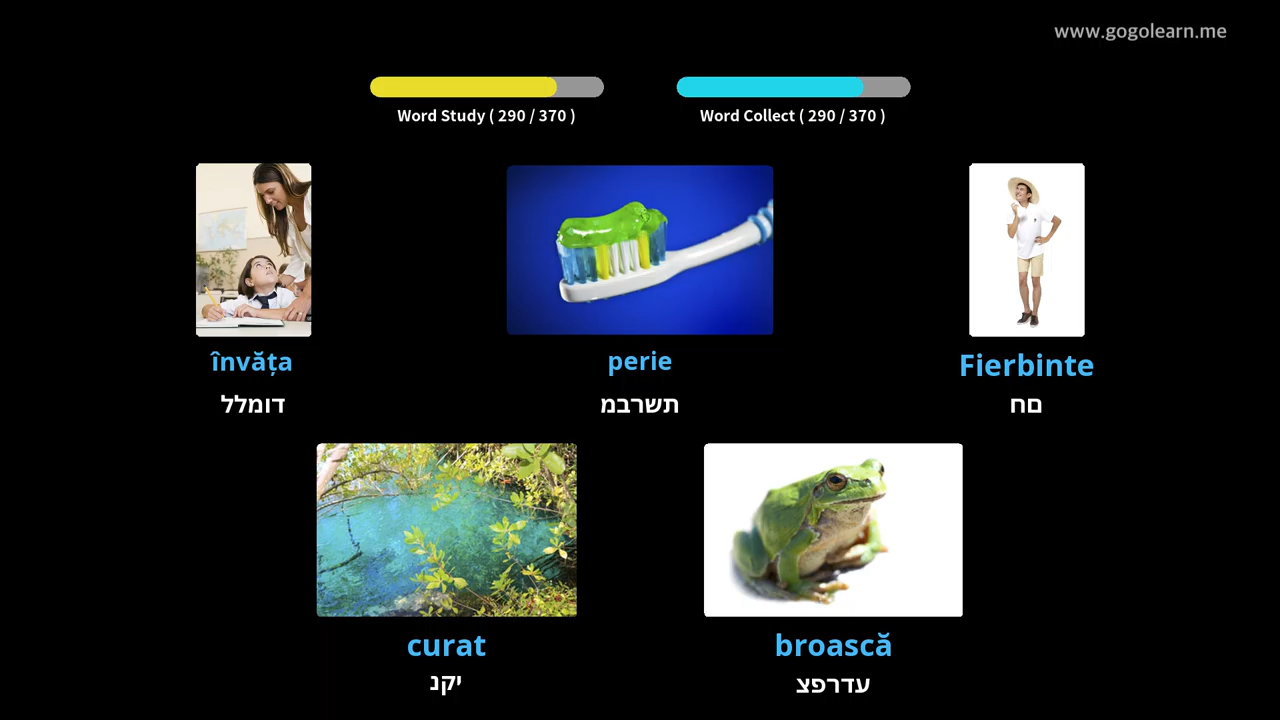 www.gogolearn.me
Word Study ( 290 / 370 )
Word Collect ( 290 / 370 )
învăța
דומלל
perie
תשרבמ
Fierbinte
םח
curat
יקנ
broască
עדרפצ